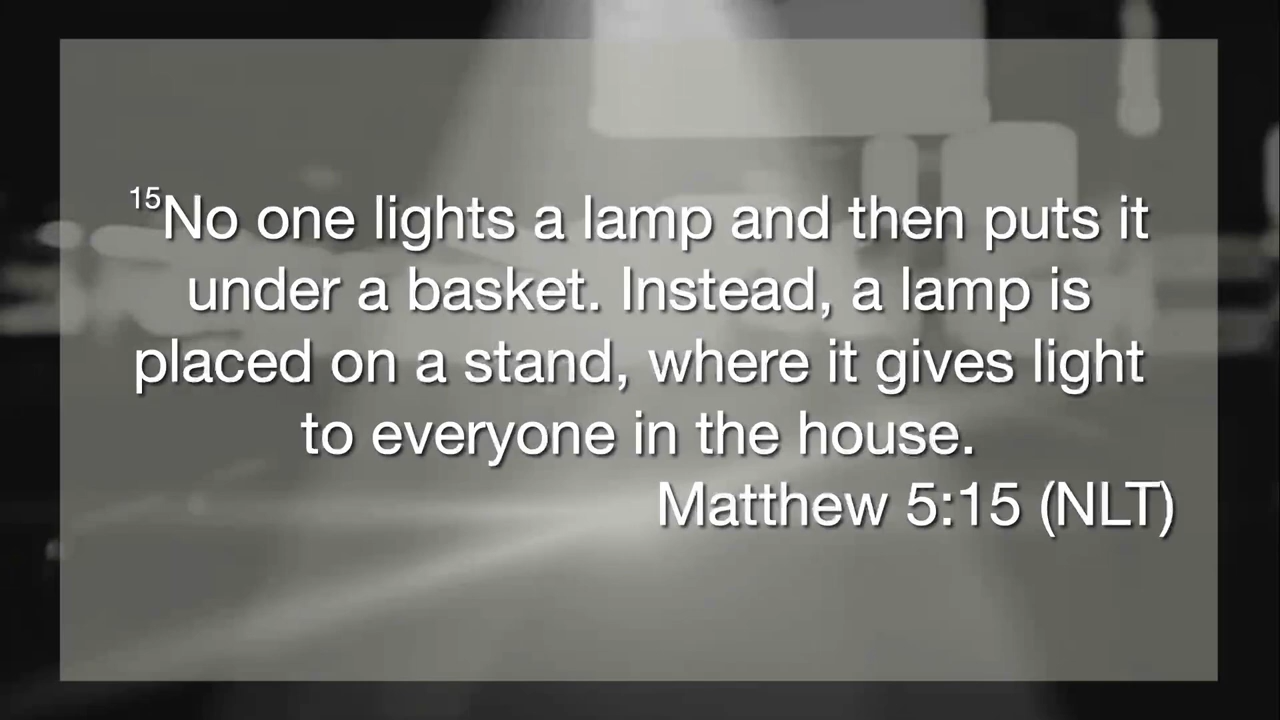 15No one lights a lamp and then puts it
under a basket. Instead, a lamp is
placed on a stand, where it gives light
to everyone in the house.
Matthew 5:15 (NLT)